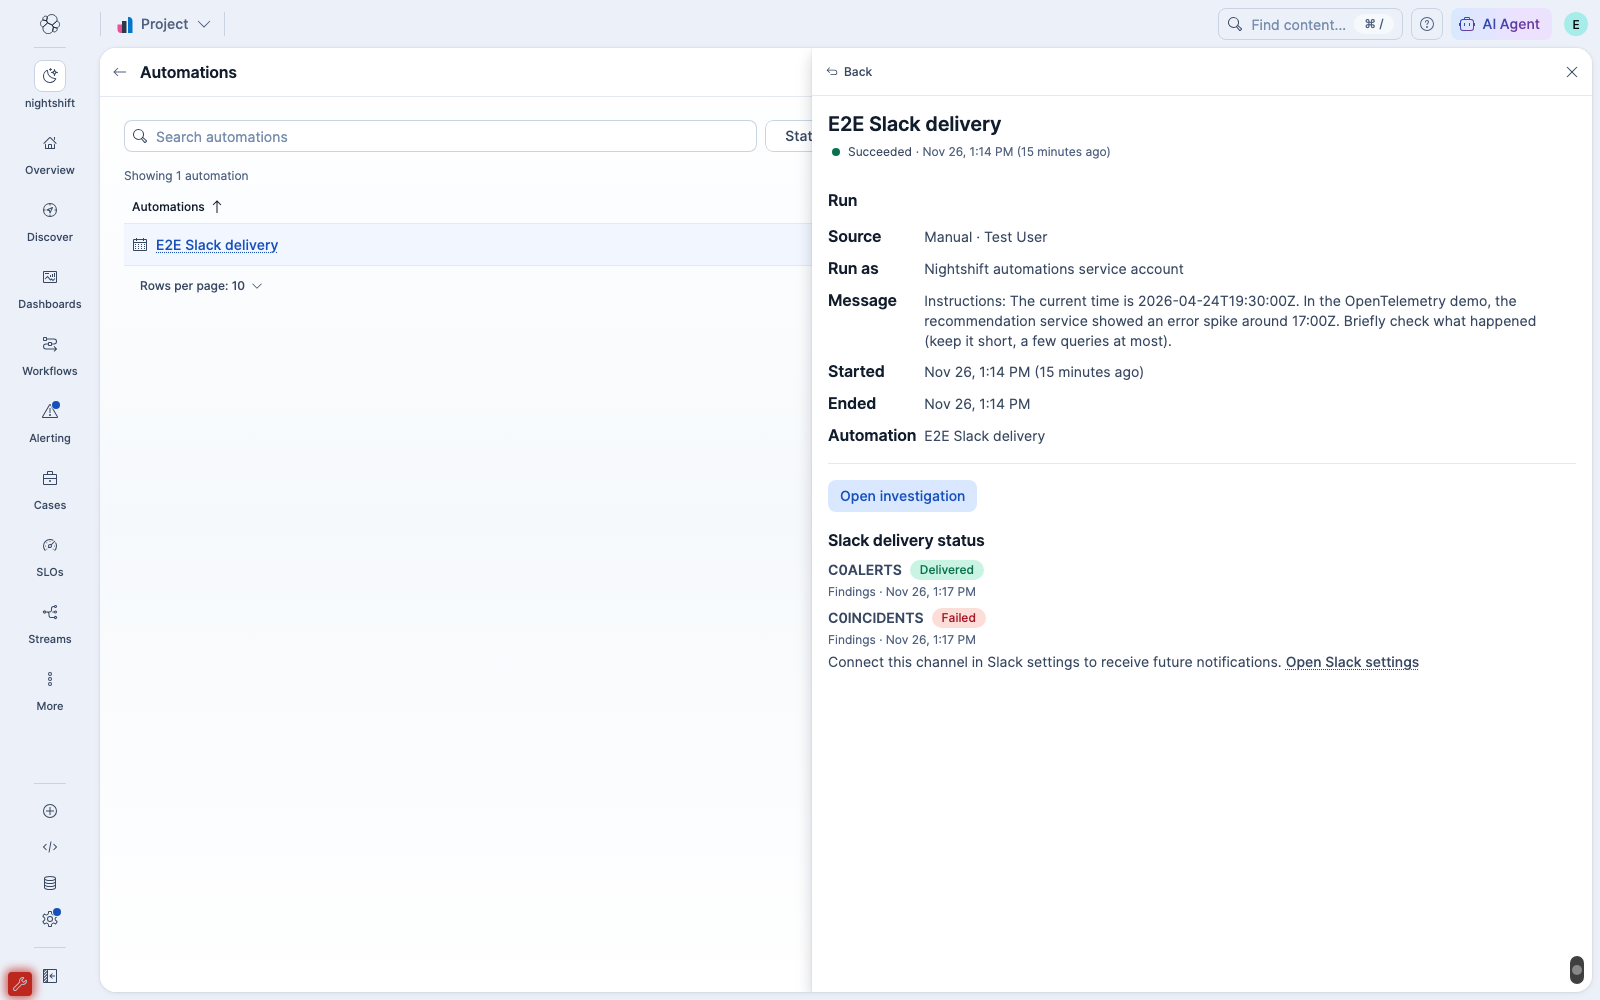 Project
Find content...
⌘ /
AI Agent
E
nightshift
Overview
Discover
Dashboards
Workflows
Alerting
Cases
SLOs
Streams
More
Automations
Search automations
Stat
Showing 1 automation
Automations
E2E Slack delivery
Rows per page: 10
Back
E2E Slack delivery
Succeeded · Nov 26, 1:14 PM (15 minutes ago)
Run
Source Manual · Test User
Run as Nightshift automations service account
Message Instructions: The current time is 2026-04-24T19:30:00Z. In the OpenTelemetry demo, the
recommendation service showed an error spike around 17:00Z. Briefly check what happened
(keep it short, a few queries at most).
Started Nov 26, 1:14 PM (15 minutes ago)
Ended Nov 26, 1:14 PM
Automation E2E Slack delivery
Open investigation
Slack delivery status
C0ALERTS Delivered
Findings · Nov 26, 1:17 PM
C0INCIDENTS Failed
Findings · Nov 26, 1:17 PM
Connect this channel in Slack settings to receive future notifications. Open Slack settings